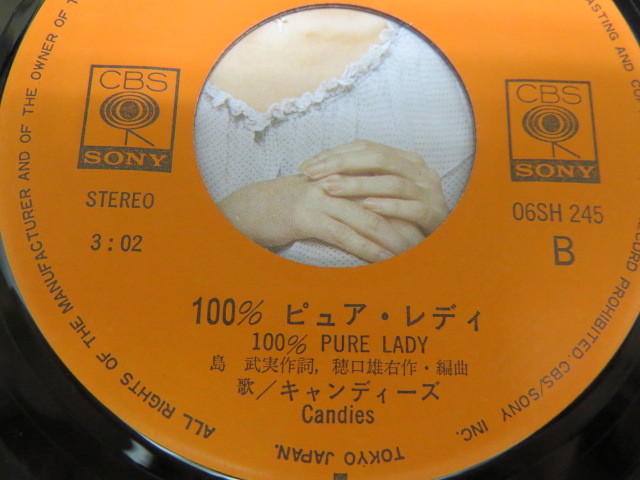 CBS
SONY
CBS
SONY
STEREO
3:02
06SH 245
B
100% ピュア・レディ
100% PURE LADY
島 武実作詞, 穂口雄右作・編曲
歌/キャンディーズ
Candies
ALL RIGHTS OF THE MANUFACTURER AND OF THE OWNER OF
CASTING AND
RECORD PROHIBITED. CBS/SONY INC.
TOKYO JAPAN.